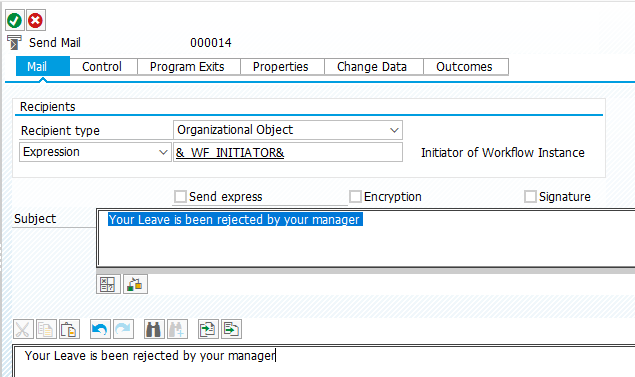 Send Mail 000014
Mail Control Program Exits Properties Change Data Outcomes
Recipients
Recipient type Organizational Object
Expression &_WF_INITIATOR& Initiator of Workflow Instance
Send express Encryption Signature
Subject Your Leave is been rejected by your manager
Your Leave is been rejected by your manager